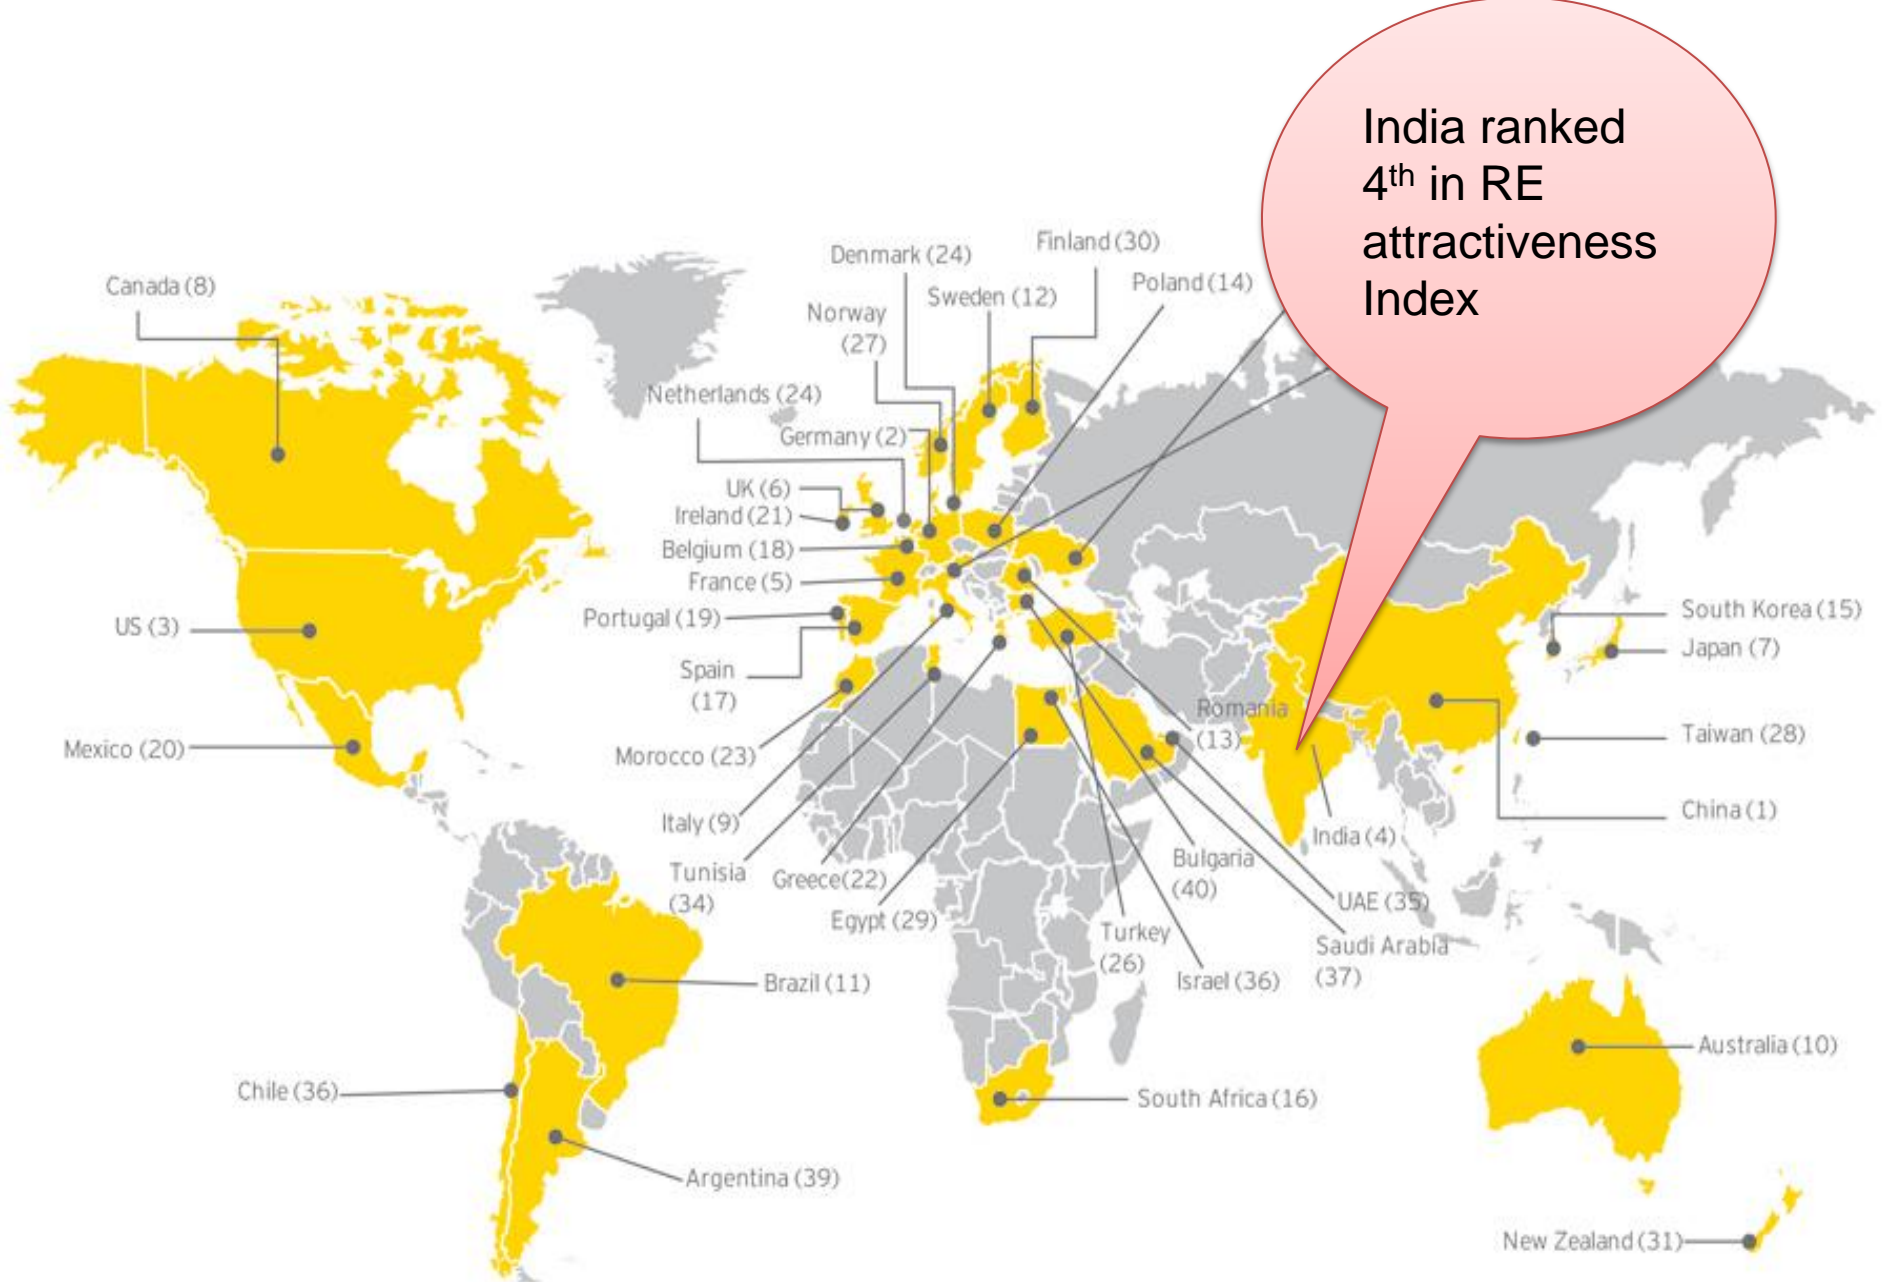 India ranked
4th in RE
attractiveness
Index
Canada (8)
Denmark (24)
Finland (30)
Norway
(27)
Sweden (12)
Poland (14)
Netherlands (24)
Germany (2)
UK (6)
Ireland (21)
Belgium (18)
France (5)
Portugal (19)
Spain
(17)
US (3)
Mexico (20)
Morocco (23)
Italy (9)
Tunisia
(34)
Greece(22)
Egypt (29)
Romania
(13)
Bulgaria
(40)
Turkey
(26)
Israel (36)
UAE (35)
Saudi Arabia
(37)
India (4)
South Korea (15)
Japan (7)
Taiwan (28)
China (1)
Brazil (11)
Chile (36)
Argentina (39)
South Africa (16)
Australia (10)
New Zealand (31)